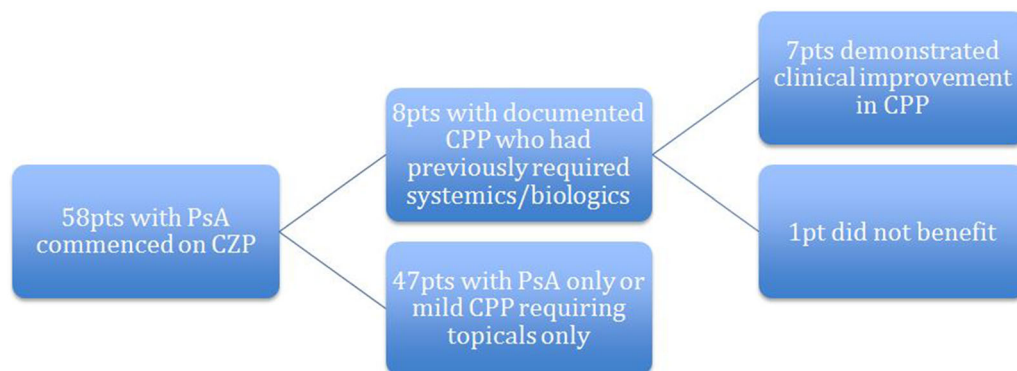 58pts with PsA
commenced on CZP
8pts with documented
CPP who had
previously required
systemics/biologics
47pts with PsA only or
mild CPP requiring
topicals only
7pts demonstrated
clinical improvement
in CPP
1pt did not benefit